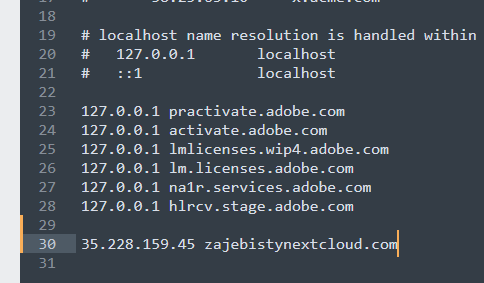 18
19 # localhost name resolution is handled within
20 # 127.0.0.1 localhost
21 # ::1 localhost
22
23 127.0.0.1 practivate.adobe.com
24 127.0.0.1 activate.adobe.com
25 127.0.0.1 lmlicenses.wip4.adobe.com
26 127.0.0.1 lm.licenses.adobe.com
27 127.0.0.1 na1r.services.adobe.com
28 127.0.0.1 hlrcv.stage.adobe.com
29
30 35.228.159.45 zajebistynextcloud.com
31